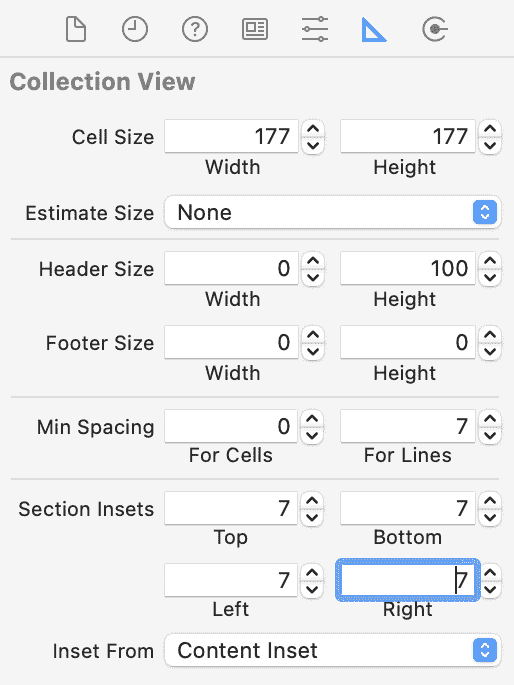 Collection View
Cell Size 177 177
Width Height
Estimate Size None
Header Size 0 100
Width Height
Footer Size 0 0
Width Height
Min Spacing 0 7
For Cells For Lines
Section Insets 7 7
Top Bottom
7 7
Left Right
Inset From Content Inset